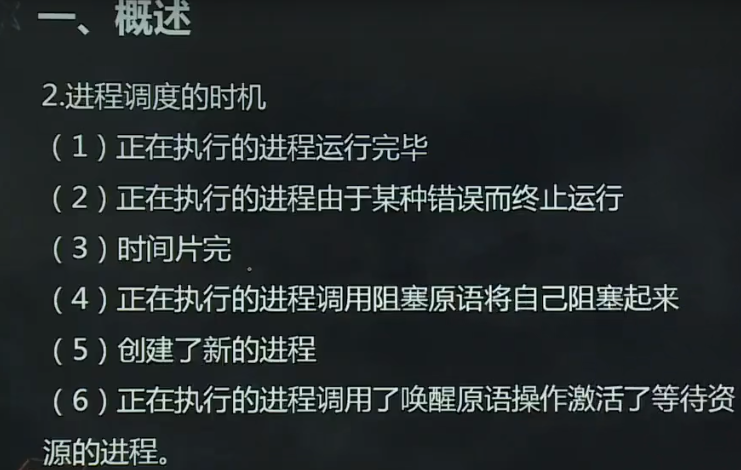 一、概述
2.进程调度的时机
（1）正在执行的进程运行完毕
（2）正在执行的进程由于某种错误而终止运行
（3）时间片完
（4）正在执行的进程调用阻塞原语将自己阻塞起来
（5）创建了新的进程
（6）正在执行的进程调用了唤醒原语操作激活了等待资
源的进程。